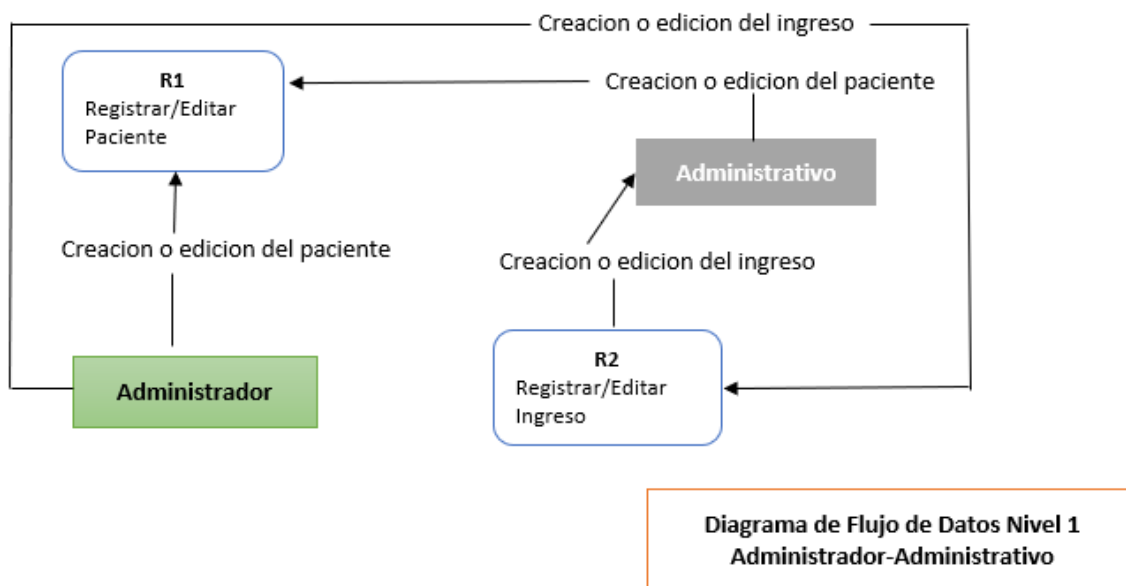 Creacion o edicion del ingreso
R1
Registrar/Editar
Paciente
Creacion o edicion del paciente
Administrativo
Creacion o edicion del paciente
Creacion o edicion del ingreso
Administrador
R2
Registrar/Editar
Ingreso
Diagrama de Flujo de Datos Nivel 1
Administrador-Administrativo